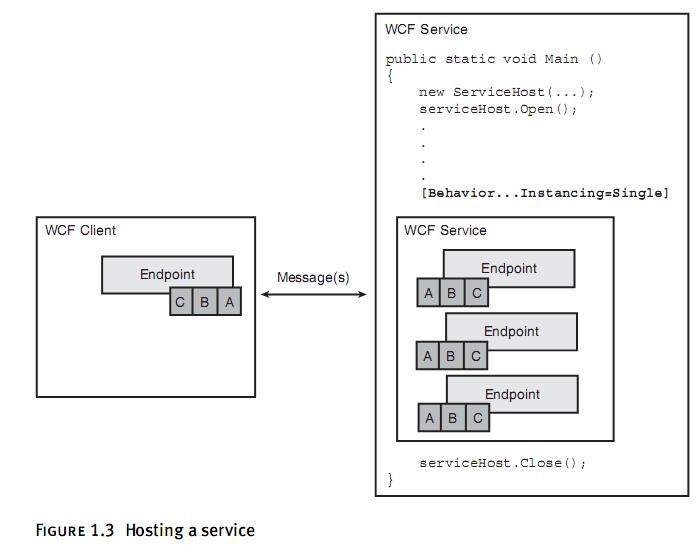 WCF Service
public static void Main ()
{
new ServiceHost(...);
serviceHost.Open();
.
.
.
.
[Behavior...Instancing=Single]
WCF Client
Endpoint
C B A
Message(s)
WCF Service
Endpoint
A B C
Endpoint
A B C
Endpoint
A B C
serviceHost.Close();
}
FIGURE 1.3 Hosting a service